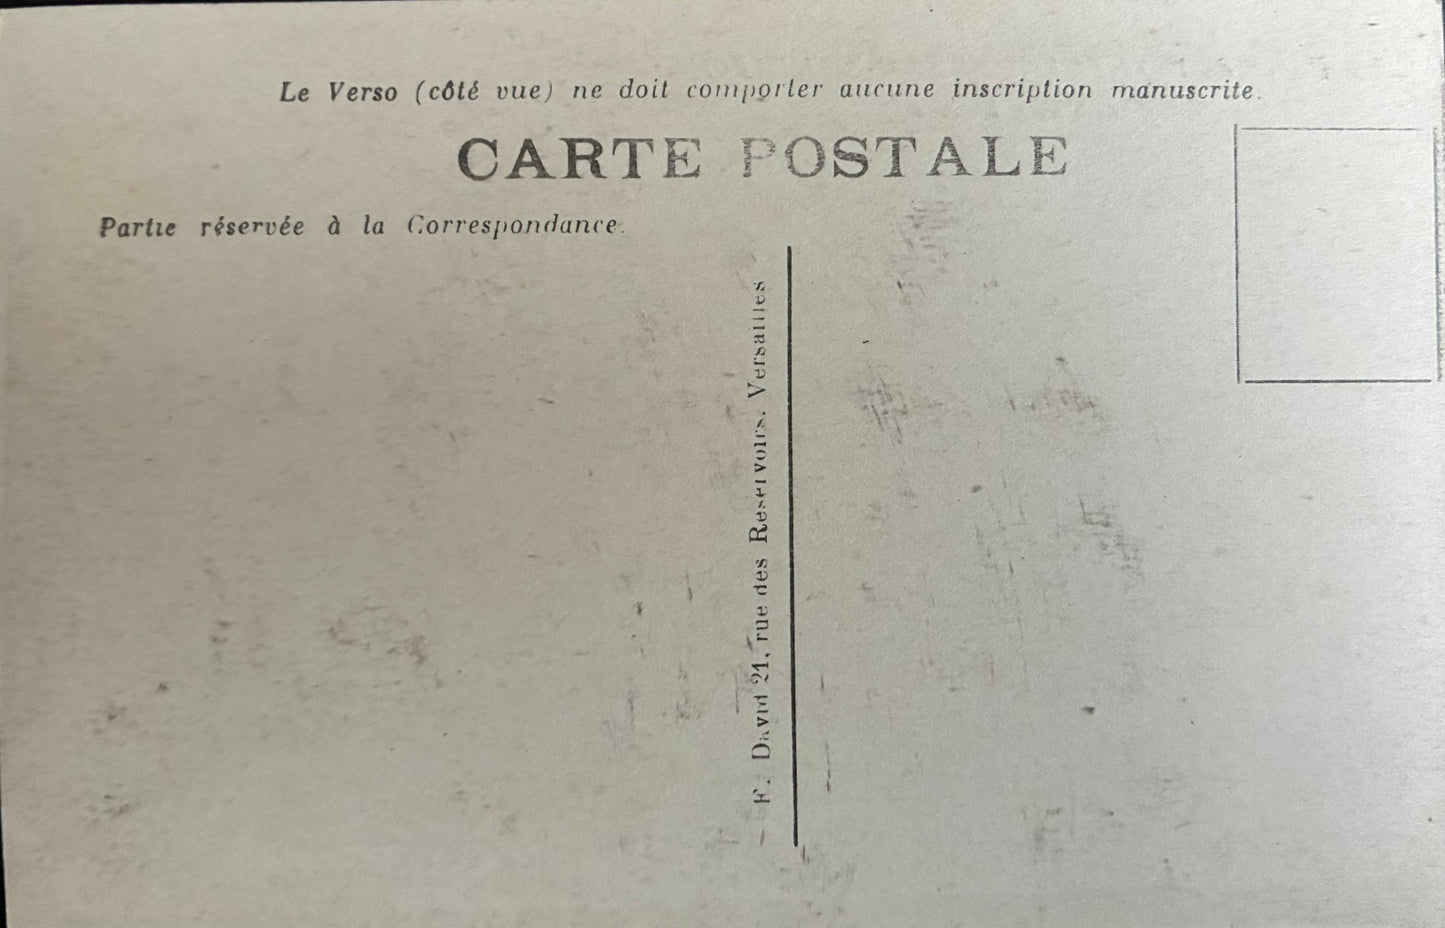 Le Verso (côté vue) ne doit comporter aucune inscription manuscrite.
CARTE POSTALE
Partie réservée à la Correspondance.
F. David 21, rue des Reservoirs. Versailles